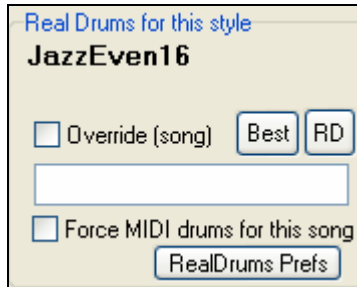 Real Drums for this style
JazzEven16
Override (song) Best RD
Force MIDI drums for this song
RealDrums Prefs